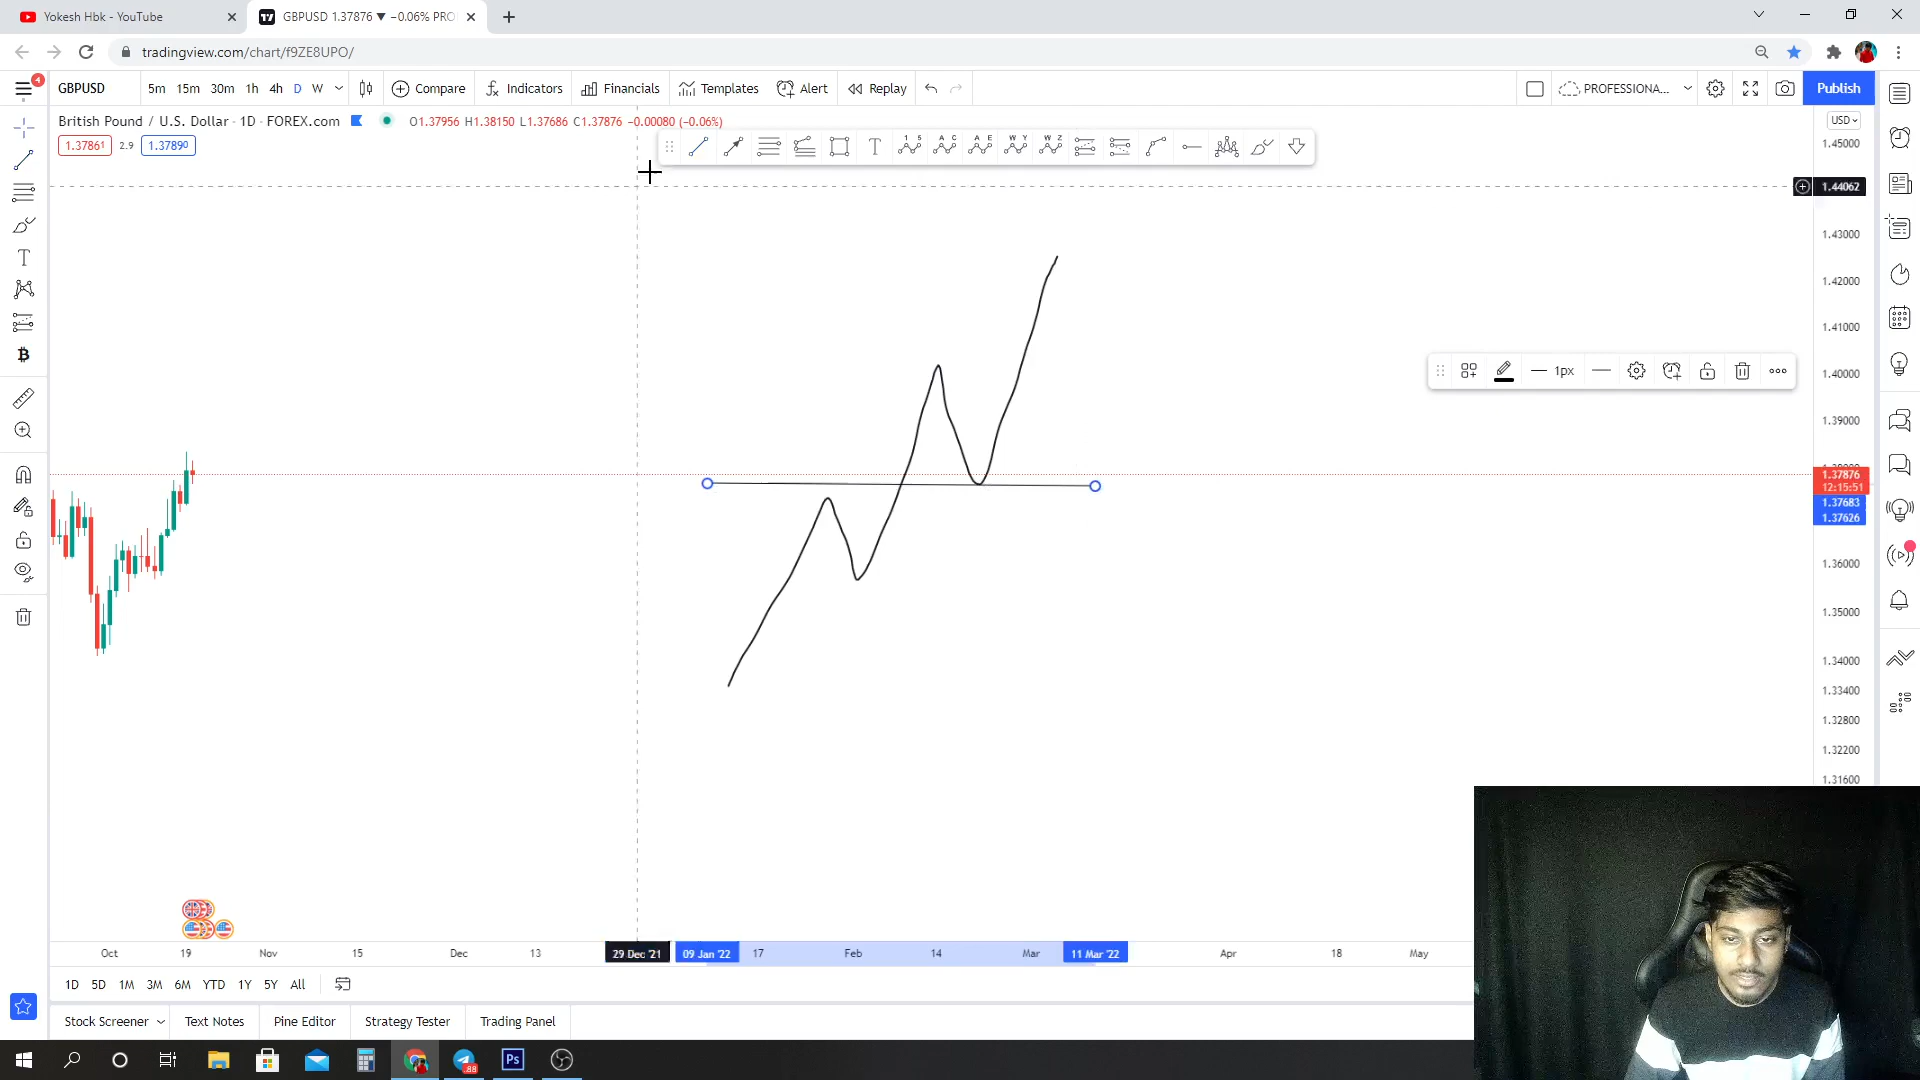 Yokesh Hbk - YouTube
GBPUSD 1.37876 ▼ −0.06% PRO
tradingview.com/chart/f9ZE8UPO/
4
GBPUSD 5m 15m 30m 1h 4h D W Compare Indicators Financials Templates Alert Replay PROFESSIONA... Publish
British Pound / U.S. Dollar · 1D · FOREX.com O1.37956 H1.38150 L1.37686 C1.37876 −0.00080 (−0.06%)
USD
1.37861 2.9 1.37890
1.45000
1.44062
1.43000
1.42000
1.41000
1px
1.40000
1.39000
1.37876
12:15:51
1.37683
1.37626
1.36000
1.35000
1.34000
1.33400
1.32800
1.32200
1.31600
Oct 19 Nov 15 Dec 13 29 Dec '21 09 Jan '22 17 Feb 14 Mar 11 Mar '22 Apr 18 May
1D 5D 1M 3M 6M YTD 1Y 5Y All
Stock Screener Text Notes Pine Editor Strategy Tester Trading Panel
88
Ps